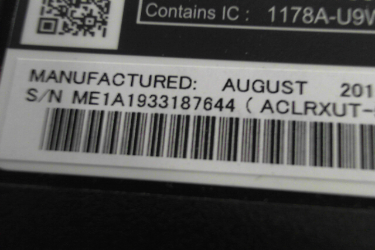 Contains IC : 1178A-U9W
MANUFACTURED: AUGUST 201
S/N ME1A1933187644 ( ACLRXUT-